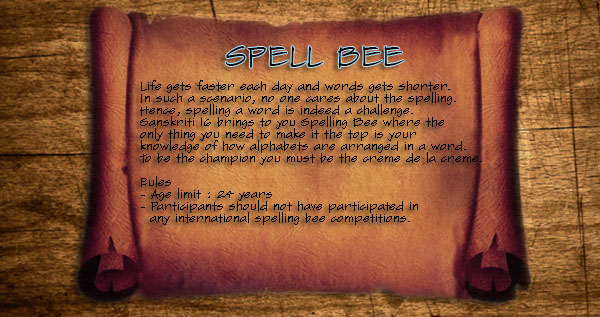 SPELL BEE
Life gets faster each day and words gets shorter.
In such a scenario, no one cares about the spelling.
Hence, spelling a word is indeed a challenge.
Sanskriti 16 brings to you Spelling Bee where the
only thing you need to make it the top is your
knowledge of how alphabets are arranged in a word.
To be the champion you must be the creme de la creme.
Rules
- Age limit : 24 years
- Participants should not have participated in
any international spelling bee competitions.